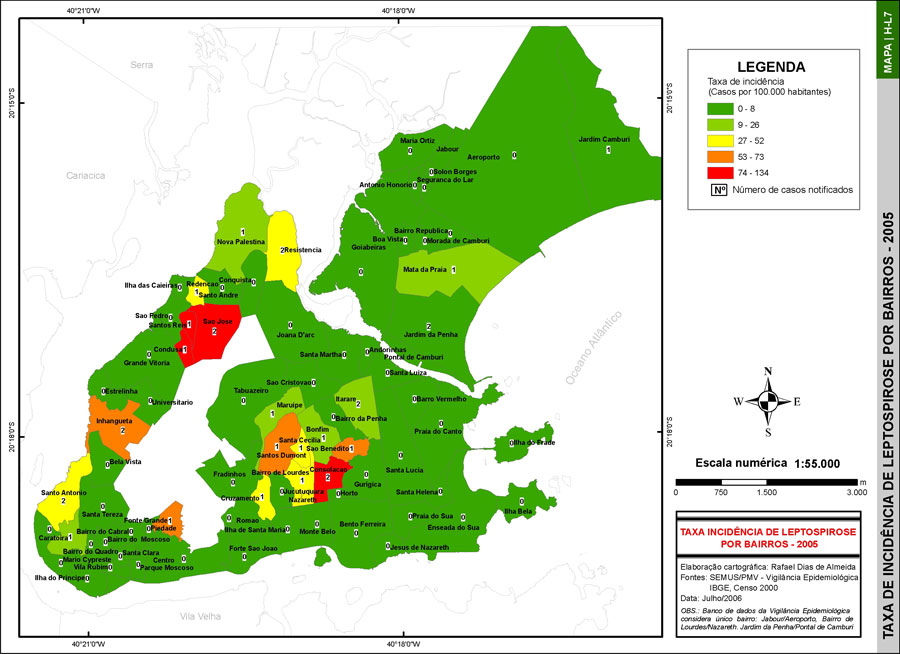 40°21'0"W
40°18'0"W
20°15'0"S
20°15'0"S
20°18'0"S
20°18'0"S
40°21'0"W
40°18'0"W
Serra
Cariacica
Vila Velha
Oceano Atlântico
Maria Ortiz
0
Jabour
Aeroporto
0
Jardim Camburi
1
0 Solon Borges
Segurança do Lar
0
Antonio Honorio 0
Bairro Republica 0
Boa Vista 0
0 Morada de Camburi
Goiabeiras
0
Mata da Praia 1
2
Jardim da Penha
1
Nova Palestina
2 Resistencia
Conquista 0
Ilha das Caieiras 0
Redencao
1
0
Santo Andre
Sao Pedro 0
Santos Reis 1
Sao Jose
2
0
Joana D'arc
Condusa 1
0
Grande Vitoria
Santa Martha 0
0 Andorinhas
Pontal de Camburi
0 Santa Luiza
Sao Cristovao 0
Tabuazeiro
0
0 Estrelinha
0 Universitario
Itarare
2
0 Barro Vermelho
Maruipe
1
0 Bairro da Penha
Inhangueta
2
Bonfim
1
Praia do Canto
0
Santa Cecilia
1
1
Sao Benedito 1
0 Ilha do Frade
Santos Dumont
0
Bela Vista
0
Santa Lucia
Bairro de Lourdes
1
Consolacao
2
0
Gurigica
Fradinhos
0
Santo Antonio
2
0 Jucutuquara
Nazareth
0 Horto
Cruzamento 1
Santa Helena 0
0
Ilha Bela
0
Santa Tereza
Fonte Grande 1
0 Piedade
0
Romao
0 Praia do Sua
0
Enseada do Sua
0
Caratoira 1
Bairro do Cabral 0
Ilha de Santa Maria 0
0
Monte Belo
Bento Ferreira
0
0
0 Bairro do Moscoso
Bairro do Quadro
0 Santa Clara
0 Mario Cypreste
Vila Rubim 0
Centro
0
0 Parque Moscoso
Forte Sao Joao
0
0 Jesus de Nazareth
Ilha do Principe 0
LEGENDA
Taxa de incidência
(Casos por 100.000 habitantes)
0 - 8
9 - 26
27 - 52
53 - 73
74 - 134
Nº Número de casos notificados
N
W E
S
Escala numérica 1:55.000
m
0 750 1.500 3.000
TAXA INCIDÊNCIA DE LEPTOSPIROSE
POR BAIRROS - 2005
Elaboração cartográfica: Rafael Dias de Almeida
Fontes: SEMUS/PMV - Vigilância Epidemiológica
IBGE, Censo 2000
Data: Julho/2006
OBS.: Banco de dados da Vigilância Epidemiológica
considera único bairro: Jabour/Aeroporto, Bairro de
Lourdes/Nazareth. Jardim da Penha/Pontal de Camburi
MAPA | H-L7
TAXA DE INCIDÊNCIA DE LEPTOSPIROSE POR BAIRROS - 2005